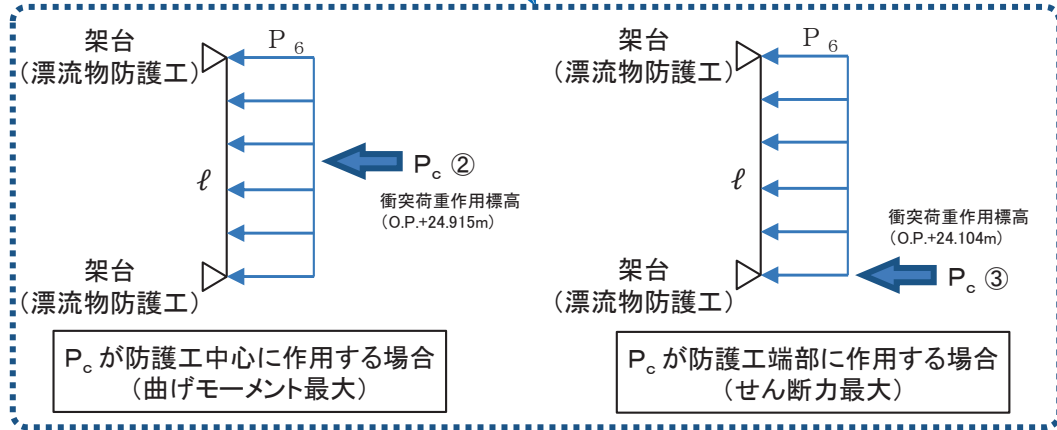 架台
(漂流物防護工)
P₆
ℓ
P꜀ ②
衝突荷重作用標高
(O.P.+24.915m)
架台
(漂流物防護工)
P꜀ が防護工中心に作用する場合
(曲げモーメント最大)
架台
(漂流物防護工)
P₆
ℓ
衝突荷重作用標高
(O.P.+24.104m)
P꜀ ③
架台
(漂流物防護工)
P꜀ が防護工端部に作用する場合
(せん断力最大)